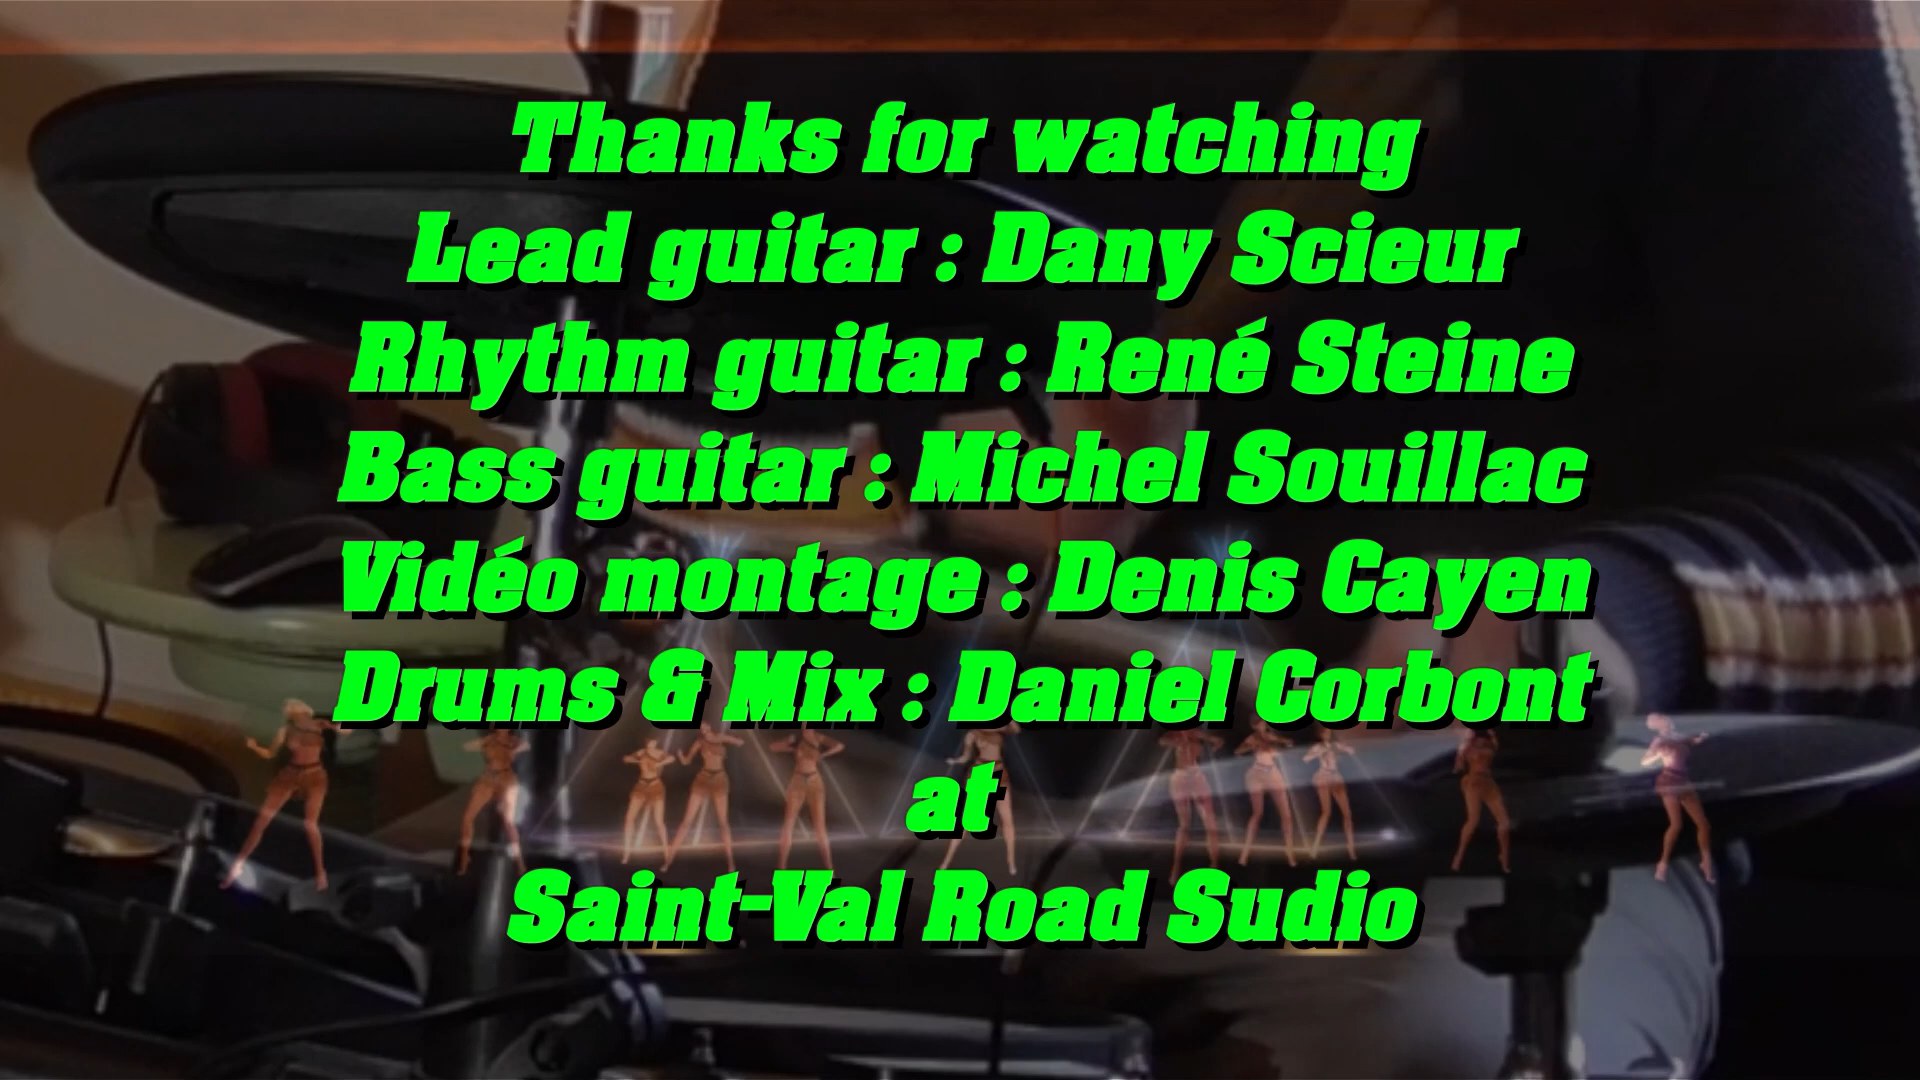 Thanks for watching
Lead guitar : Dany Scieur
Rhythm guitar : René Steine
Bass guitar : Michel Souillac
Vidéo montage : Denis Cayen
Drums & Mix : Daniel Corbont
at
Saint-Val Road Sudio